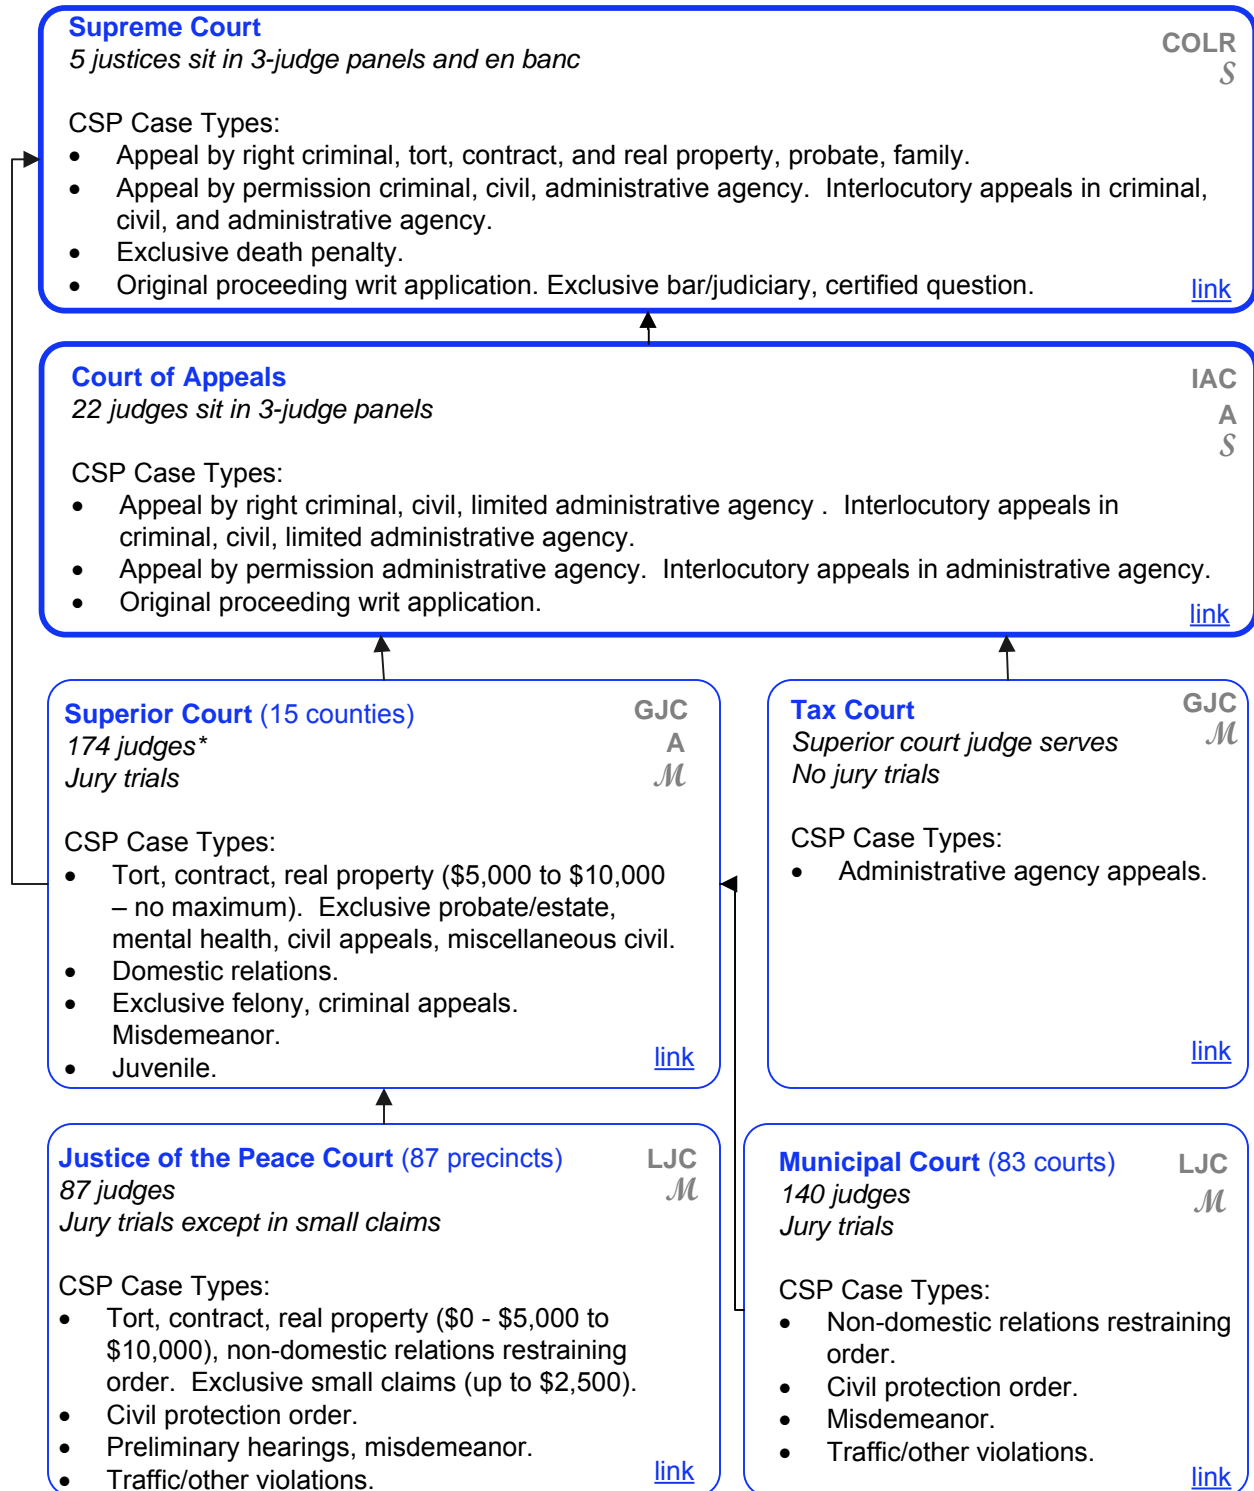 Supreme Court
COLR
5 justices sit in 3-judge panels and en banc
S
CSP Case Types:
• Appeal by right criminal, tort, contract, and real property, probate, family.
• Appeal by permission criminal, civil, administrative agency.  Interlocutory appeals in criminal,
civil, and administrative agency.
• Exclusive death penalty.
• Original proceeding writ application. Exclusive bar/judiciary, certified question.
link
Court of Appeals
IAC
22 judges sit in 3-judge panels
A
S
CSP Case Types:
• Appeal by right criminal, civil, limited administrative agency .  Interlocutory appeals in
criminal, civil, limited administrative agency.
• Appeal by permission administrative agency.  Interlocutory appeals in administrative agency.
• Original proceeding writ application.
link
Superior Court (15 counties)
GJC
174 judges*
A
Jury trials
M
CSP Case Types:
• Tort, contract, real property ($5,000 to $10,000
– no maximum).  Exclusive probate/estate,
mental health, civil appeals, miscellaneous civil.
• Domestic relations.
• Exclusive felony, criminal appeals.
Misdemeanor.
• Juvenile.
link
Tax Court
GJC
Superior court judge serves
M
No jury trials
CSP Case Types:
• Administrative agency appeals.
link
Justice of the Peace Court (87 precincts)
LJC
87 judges
M
Jury trials except in small claims
CSP Case Types:
• Tort, contract, real property ($0 - $5,000 to
$10,000), non-domestic relations restraining
order.  Exclusive small claims (up to $2,500).
• Civil protection order.
• Preliminary hearings, misdemeanor.
• Traffic/other violations.
link
Municipal Court (83 courts)
LJC
140 judges
M
Jury trials
CSP Case Types:
• Non-domestic relations restraining
order.
• Civil protection order.
• Misdemeanor.
• Traffic/other violations.
link